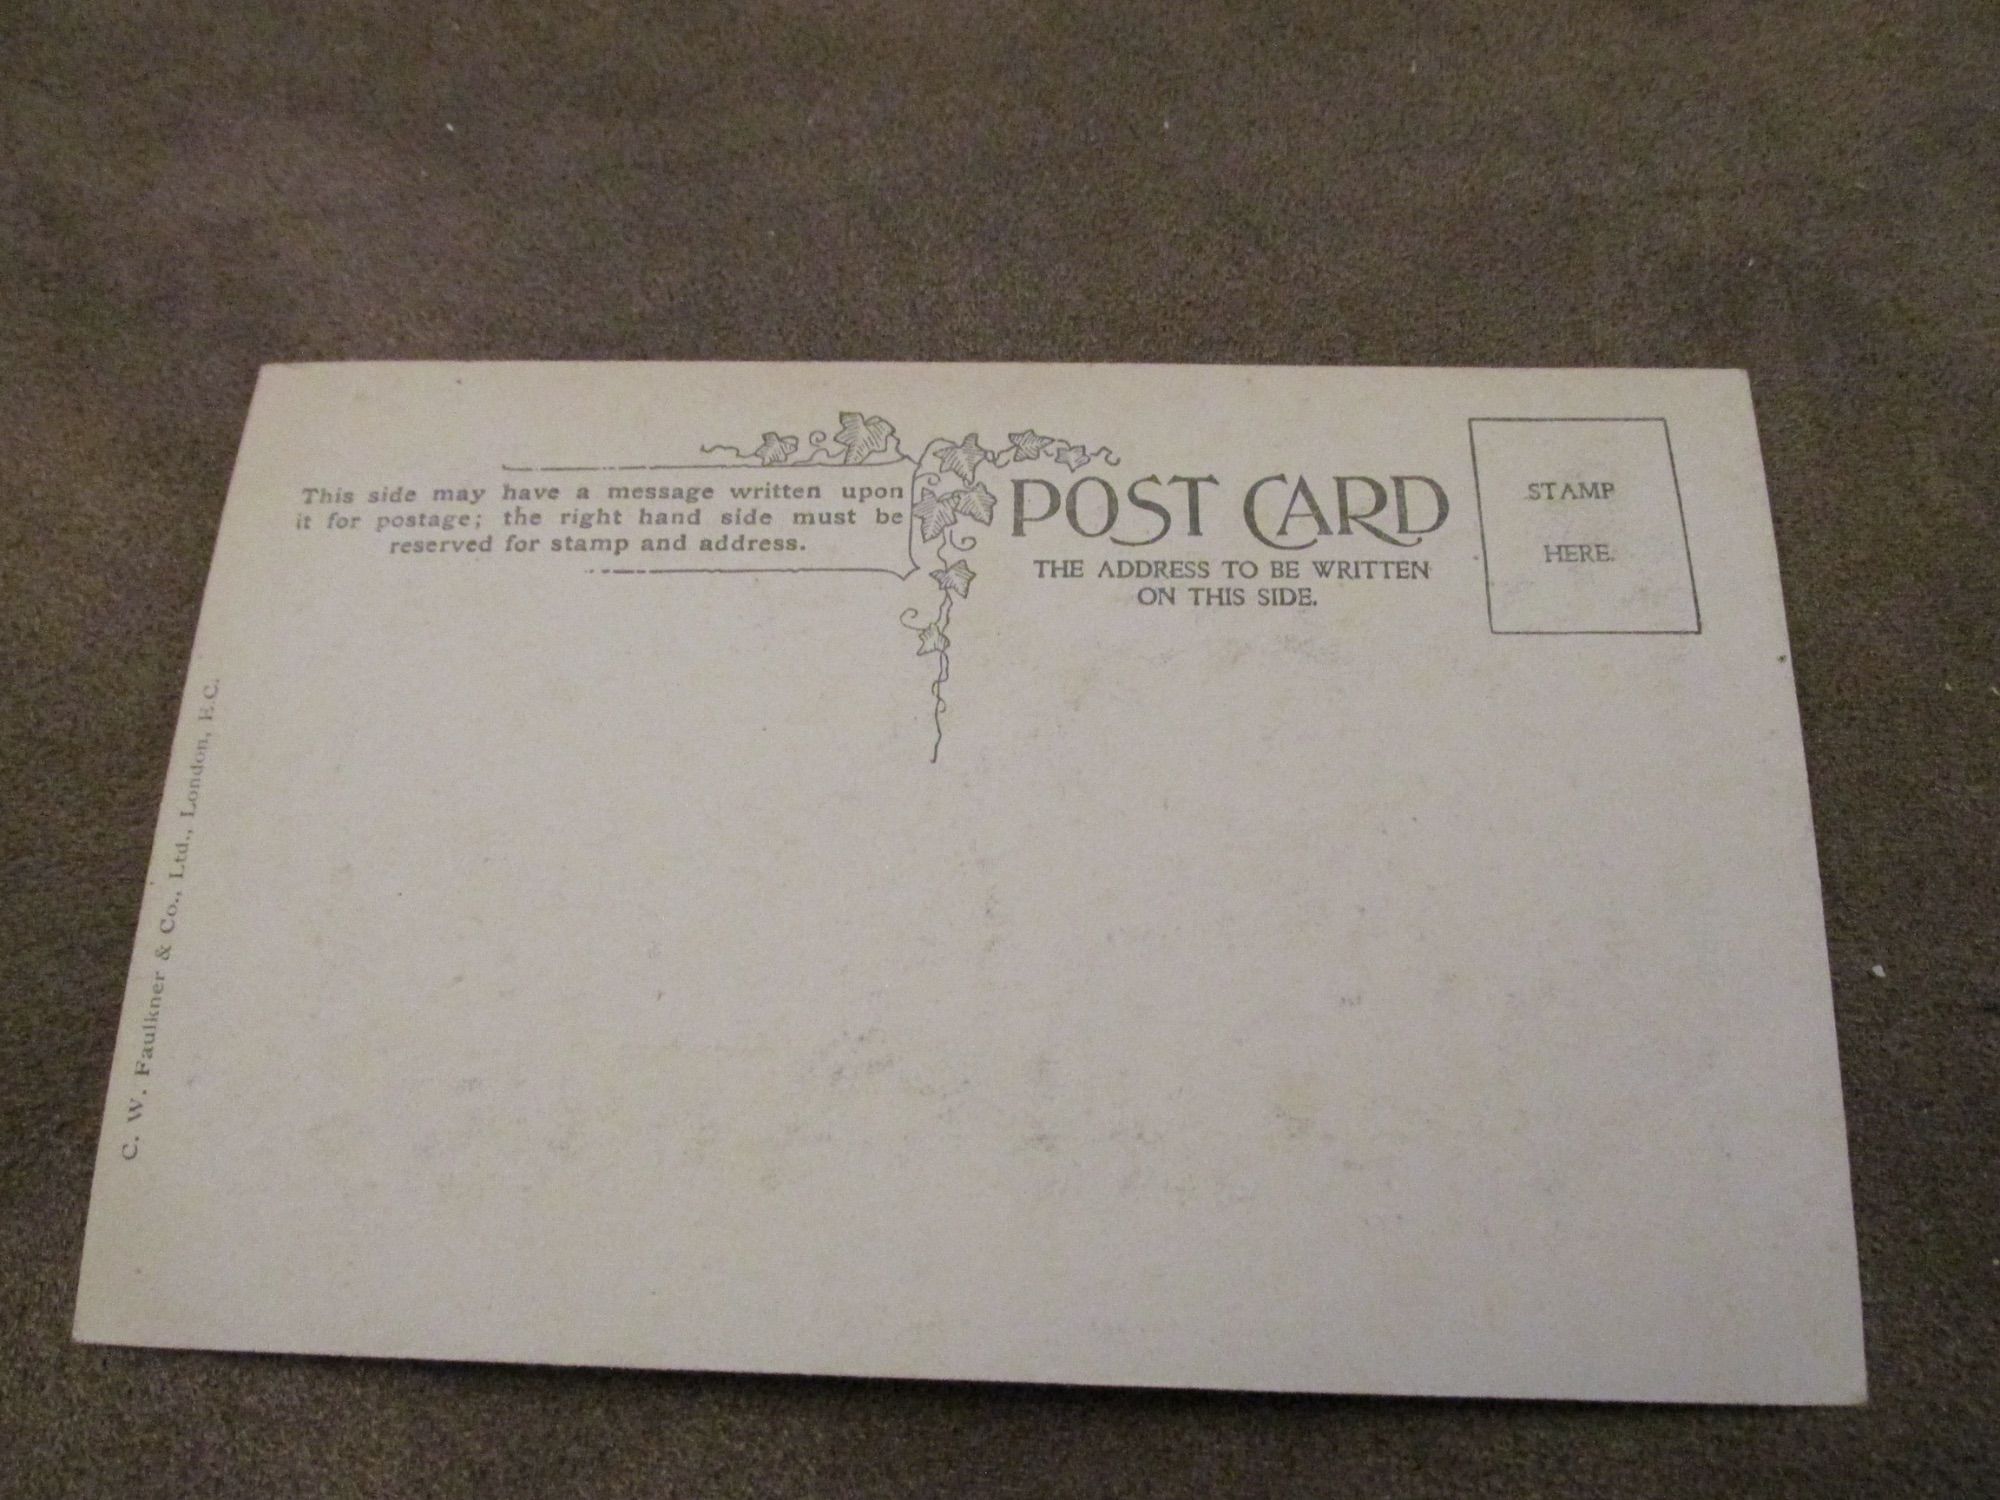 This side may have a message written upon
it for postage; the right hand side must be
reserved for stamp and address.
POST CARD
THE ADDRESS TO BE WRITTEN
ON THIS SIDE.
STAMP
HERE.
C. W. Faulkner & Co., Ltd., London, E.C.